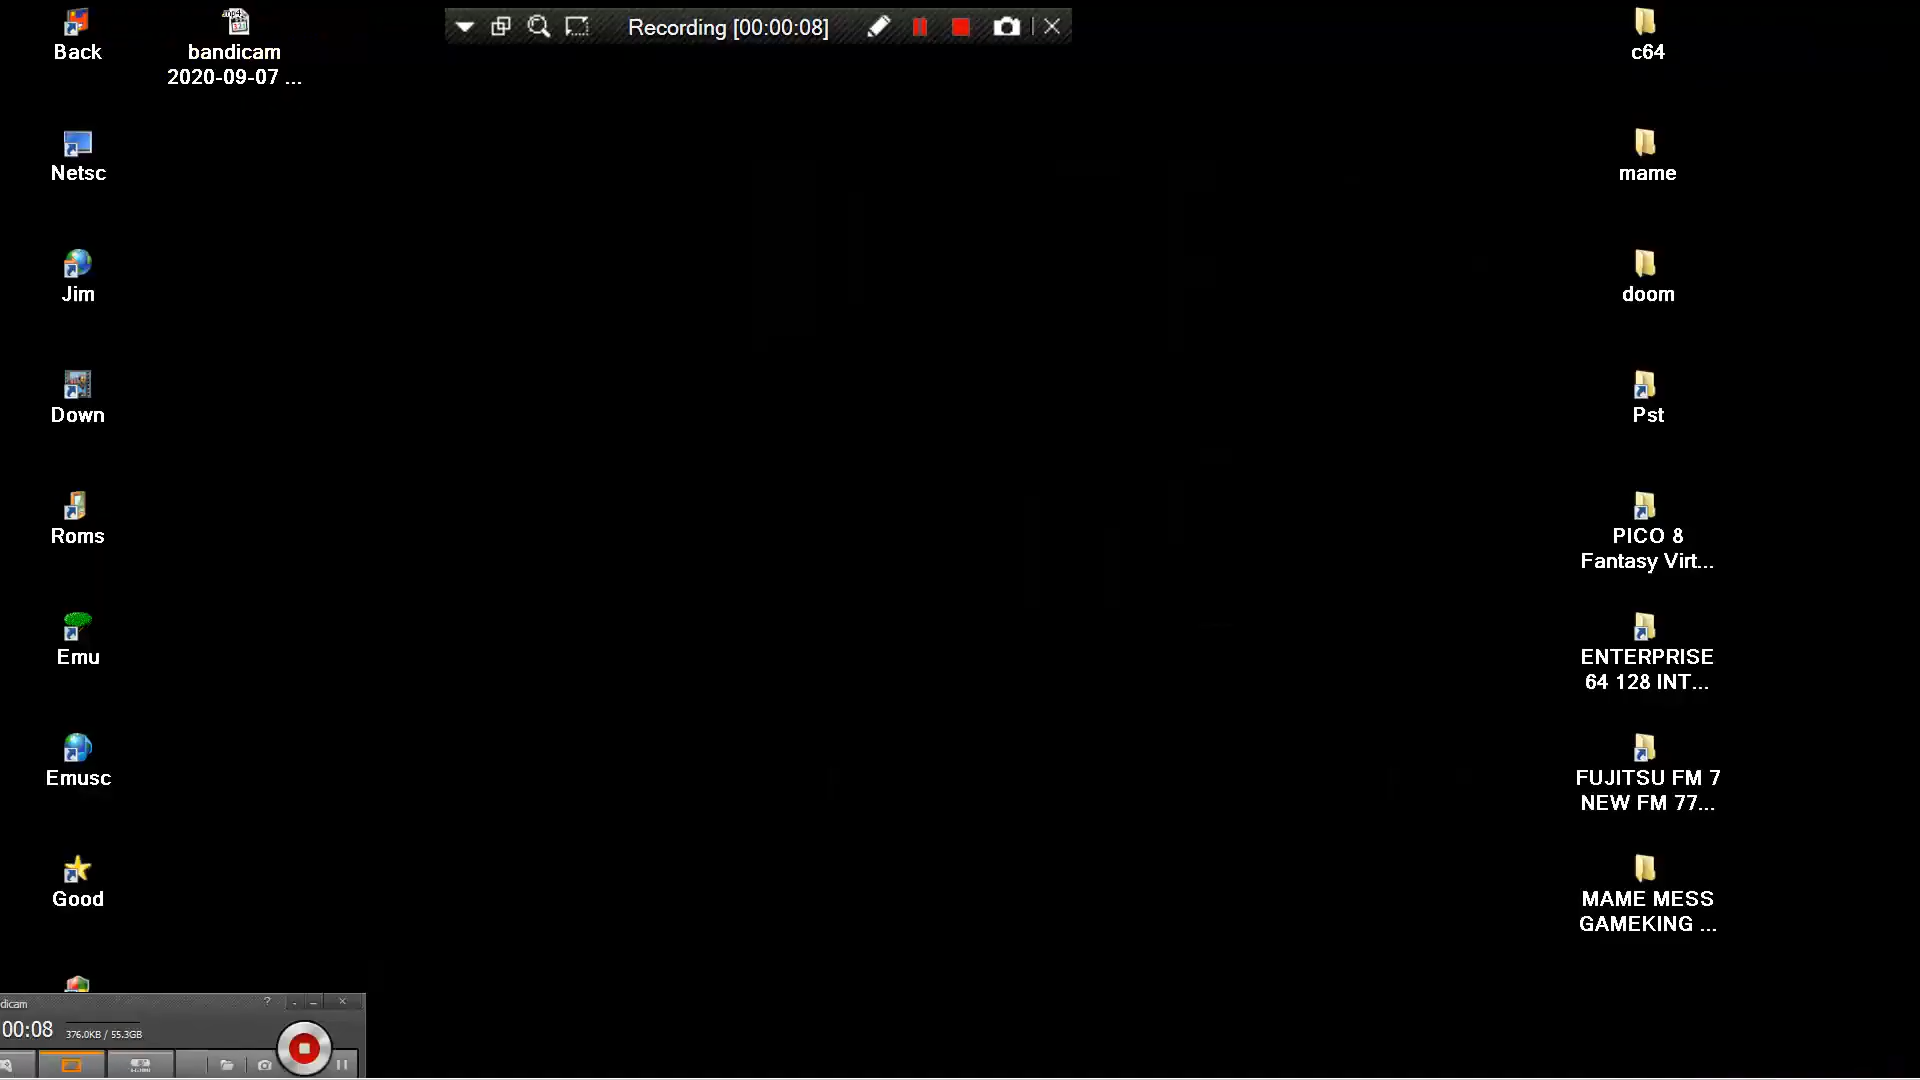 Recording [00:00:08]
Back
bandicam
2020-09-07 ...
c64
Netsc
mame
Jim
doom
Down
Pst
Roms
PICO 8
Fantasy Virt...
Emu
ENTERPRISE
64 128 INT...
Emusc
FUJITSU FM 7
NEW FM 77...
Good
MAME MESS
GAMEKING ...
dicam
?
00:08
376.0KB / 55.3GB